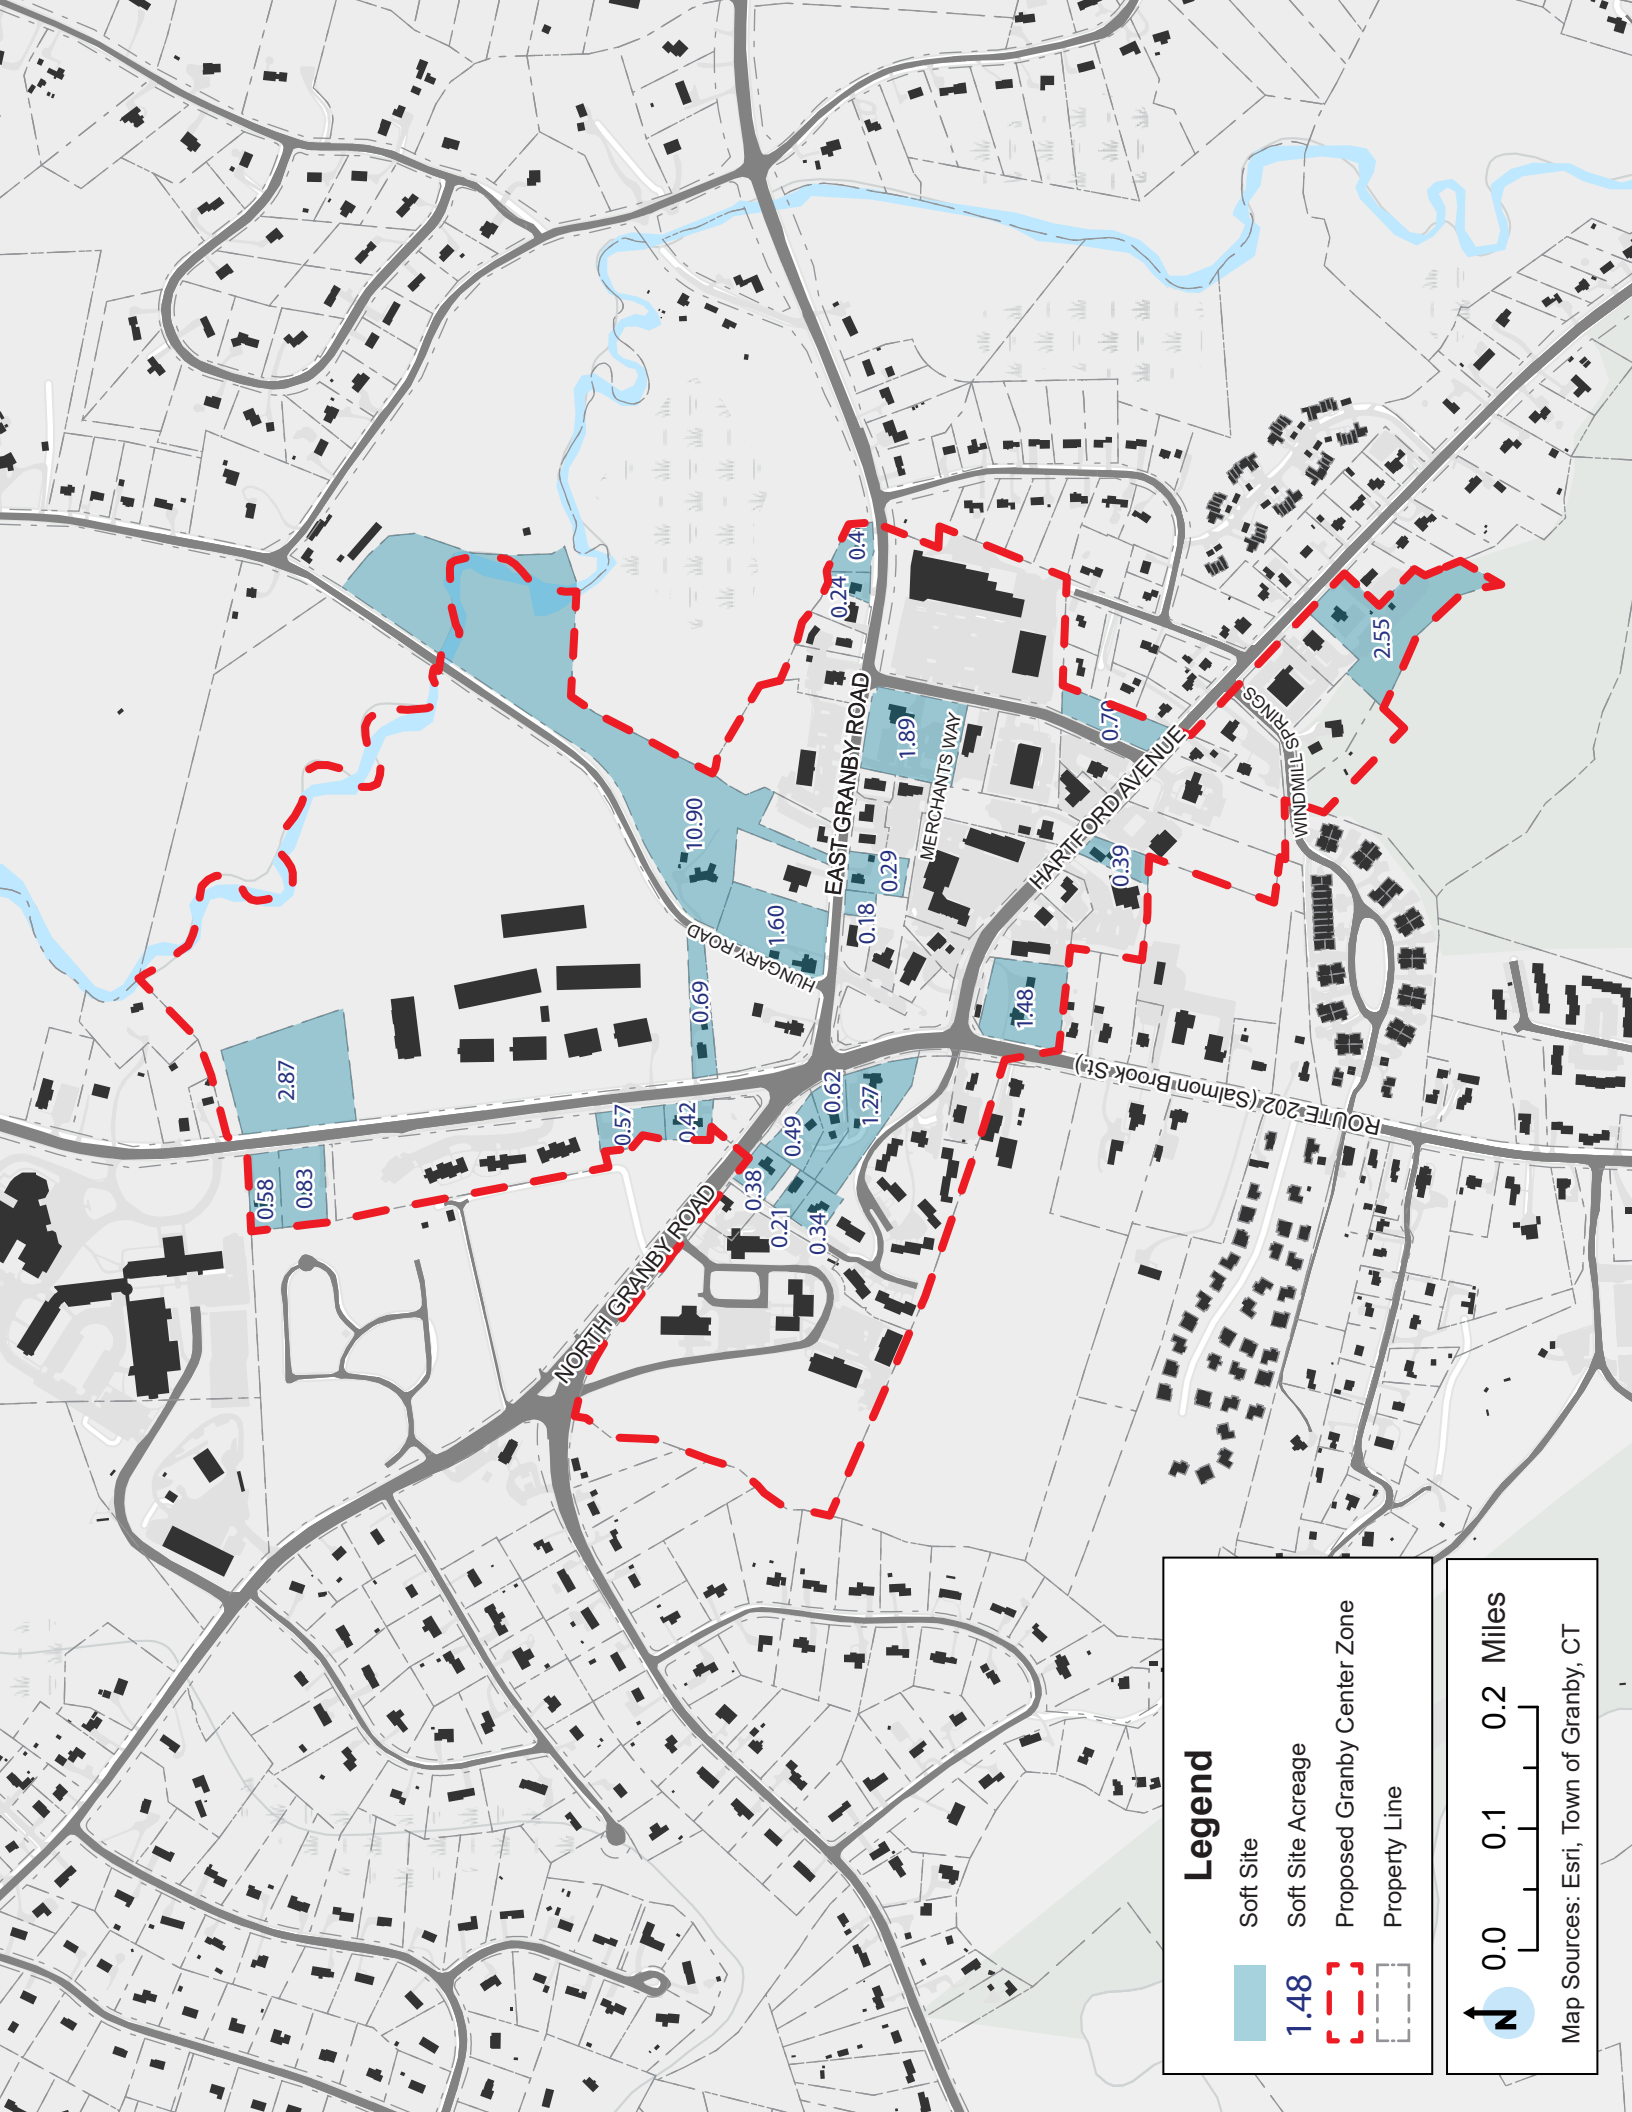 0.58
2.87
0.83
0.57
NORTH GRANBY ROAD
0.42
10.90
0.69
HUNGARY ROAD
0.38
1.60
0.21
0.49
0.34
0.62
0.24
EAST GRANBY ROAD
0.4
0.18
1.27
0.29
1.89
MERCHANTS WAY
1.48
HARTFORD AVENUE
0.70
0.39
ROUTE 202 (Salmon Brook St.)
WINDMILL SPRINGS
2.55
Legend
Soft Site
1.48 Soft Site Acreage
Proposed Granby Center Zone
Property Line
N
0.0 0.1 0.2 Miles
Map Sources: Esri, Town of Granby, CT